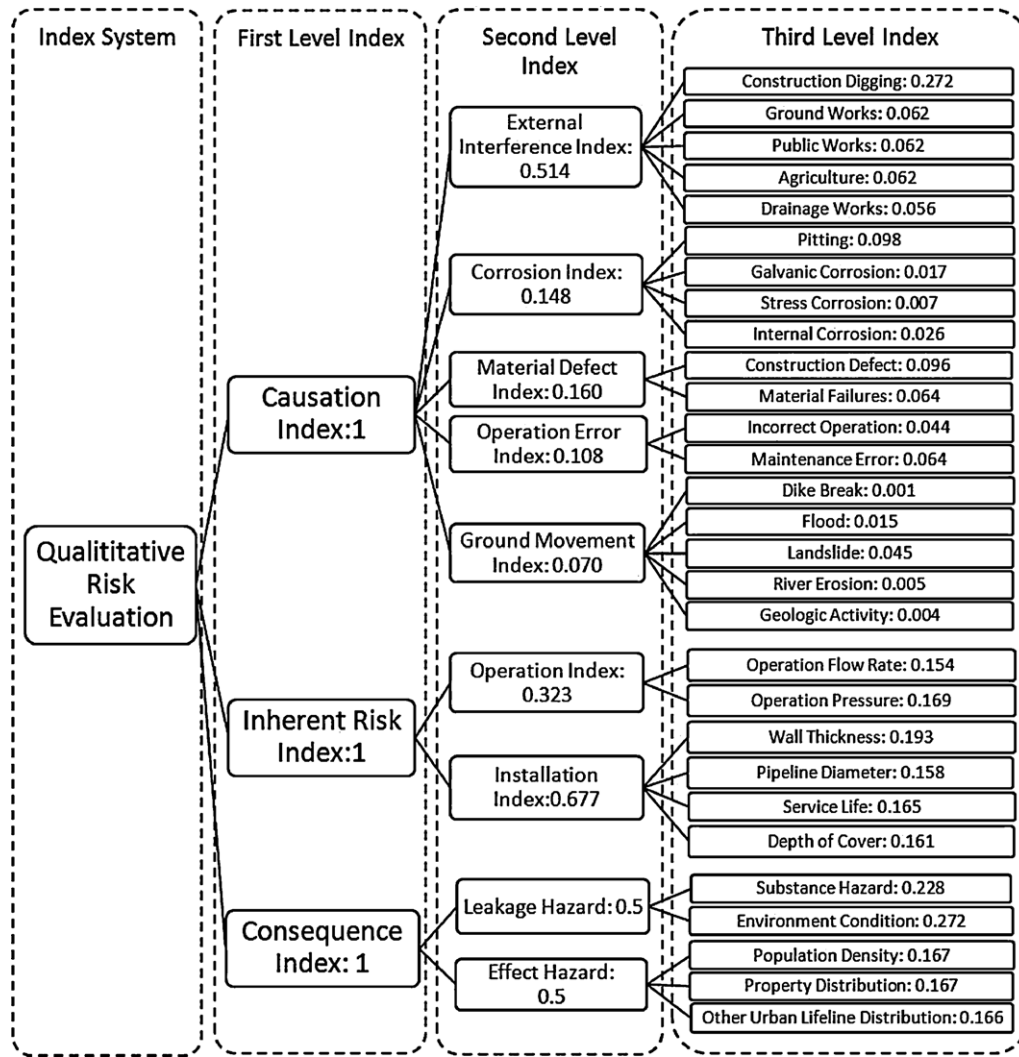 Index System
First Level Index
Second Level
Index
Third Level Index
Qualititative
Risk
Evaluation
Causation
Index:1
Inherent Risk
Index:1
Consequence
Index: 1
External
Interference Index:
0.514
Corrosion Index:
0.148
Material Defect
Index: 0.160
Operation Error
Index: 0.108
Ground Movement
Index: 0.070
Operation Index:
0.323
Installation
Index:0.677
Leakage Hazard: 0.5
Effect Hazard:
0.5
Construction Digging: 0.272
Ground Works: 0.062
Public Works: 0.062
Agriculture: 0.062
Drainage Works: 0.056
Pitting: 0.098
Galvanic Corrosion: 0.017
Stress Corrosion: 0.007
Internal Corrosion: 0.026
Construction Defect: 0.096
Material Failures: 0.064
Incorrect Operation: 0.044
Maintenance Error: 0.064
Dike Break: 0.001
Flood: 0.015
Landslide: 0.045
River Erosion: 0.005
Geologic Activity: 0.004
Operation Flow Rate: 0.154
Operation Pressure: 0.169
Wall Thickness: 0.193
Pipeline Diameter: 0.158
Service Life: 0.165
Depth of Cover: 0.161
Substance Hazard: 0.228
Environment Condition: 0.272
Population Density: 0.167
Property Distribution: 0.167
Other Urban Lifeline Distribution: 0.166